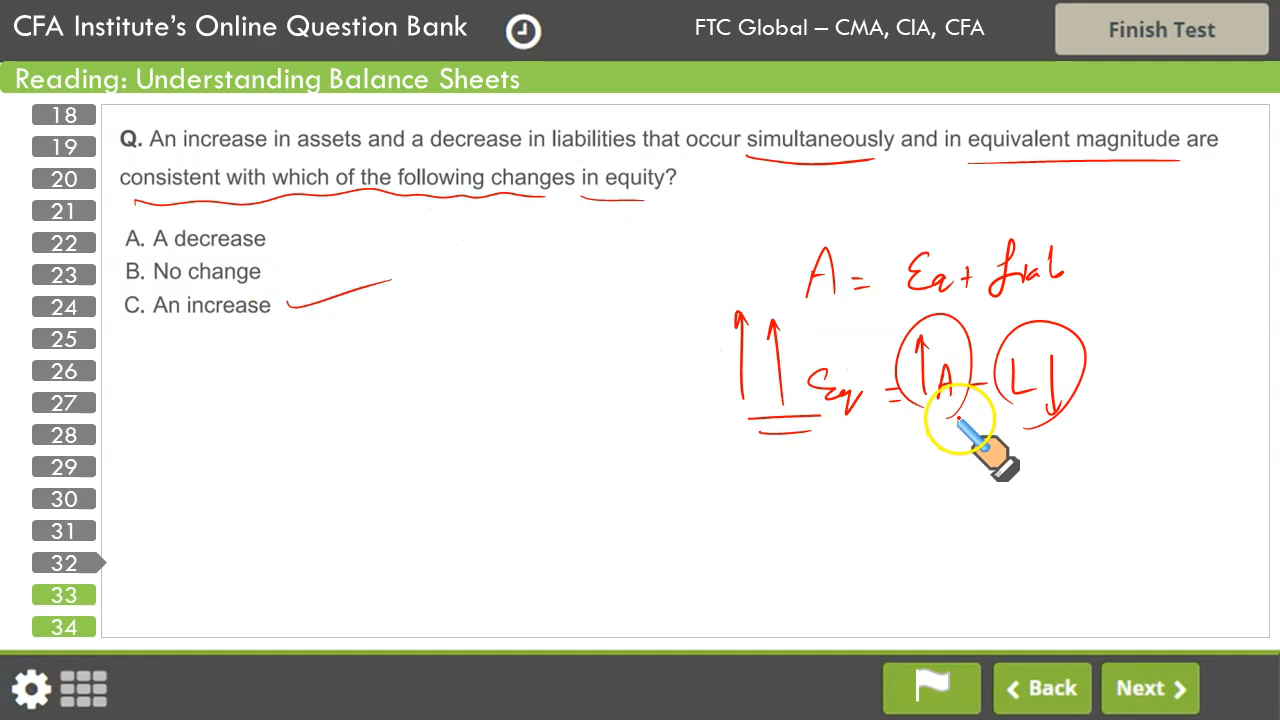 CFA Institute's Online Question Bank
FTC Global – CMA, CIA, CFA
Finish Test
Reading: Understanding Balance Sheets
18
19
20
21
22
23
24
25
26
27
28
29
30
31
32
33
34
Q. An increase in assets and a decrease in liabilities that occur simultaneously and in equivalent magnitude are
consistent with which of the following changes in equity?
A. A decrease
B. No change
C. An increase
A = Eq + Liab
Eq = A - L
Back
Next